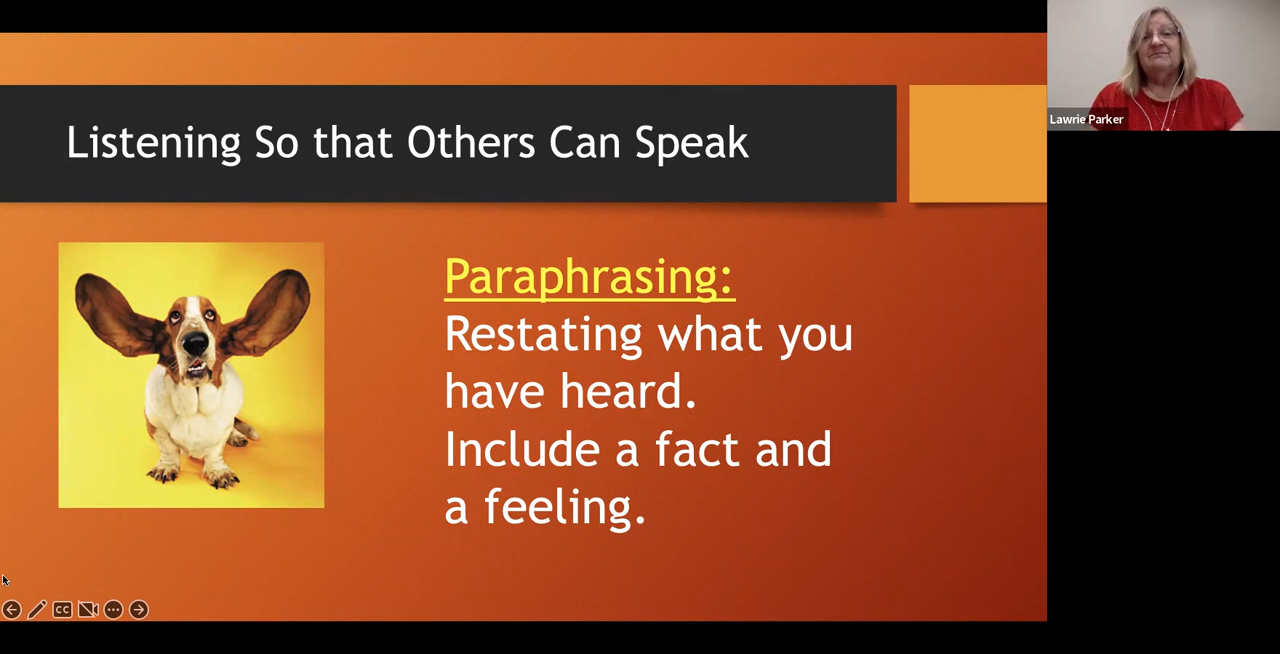 Listening So that Others Can Speak
Paraphrasing:
Restating what you
have heard.
Include a fact and
a feeling.
Lawrie Parker
CC